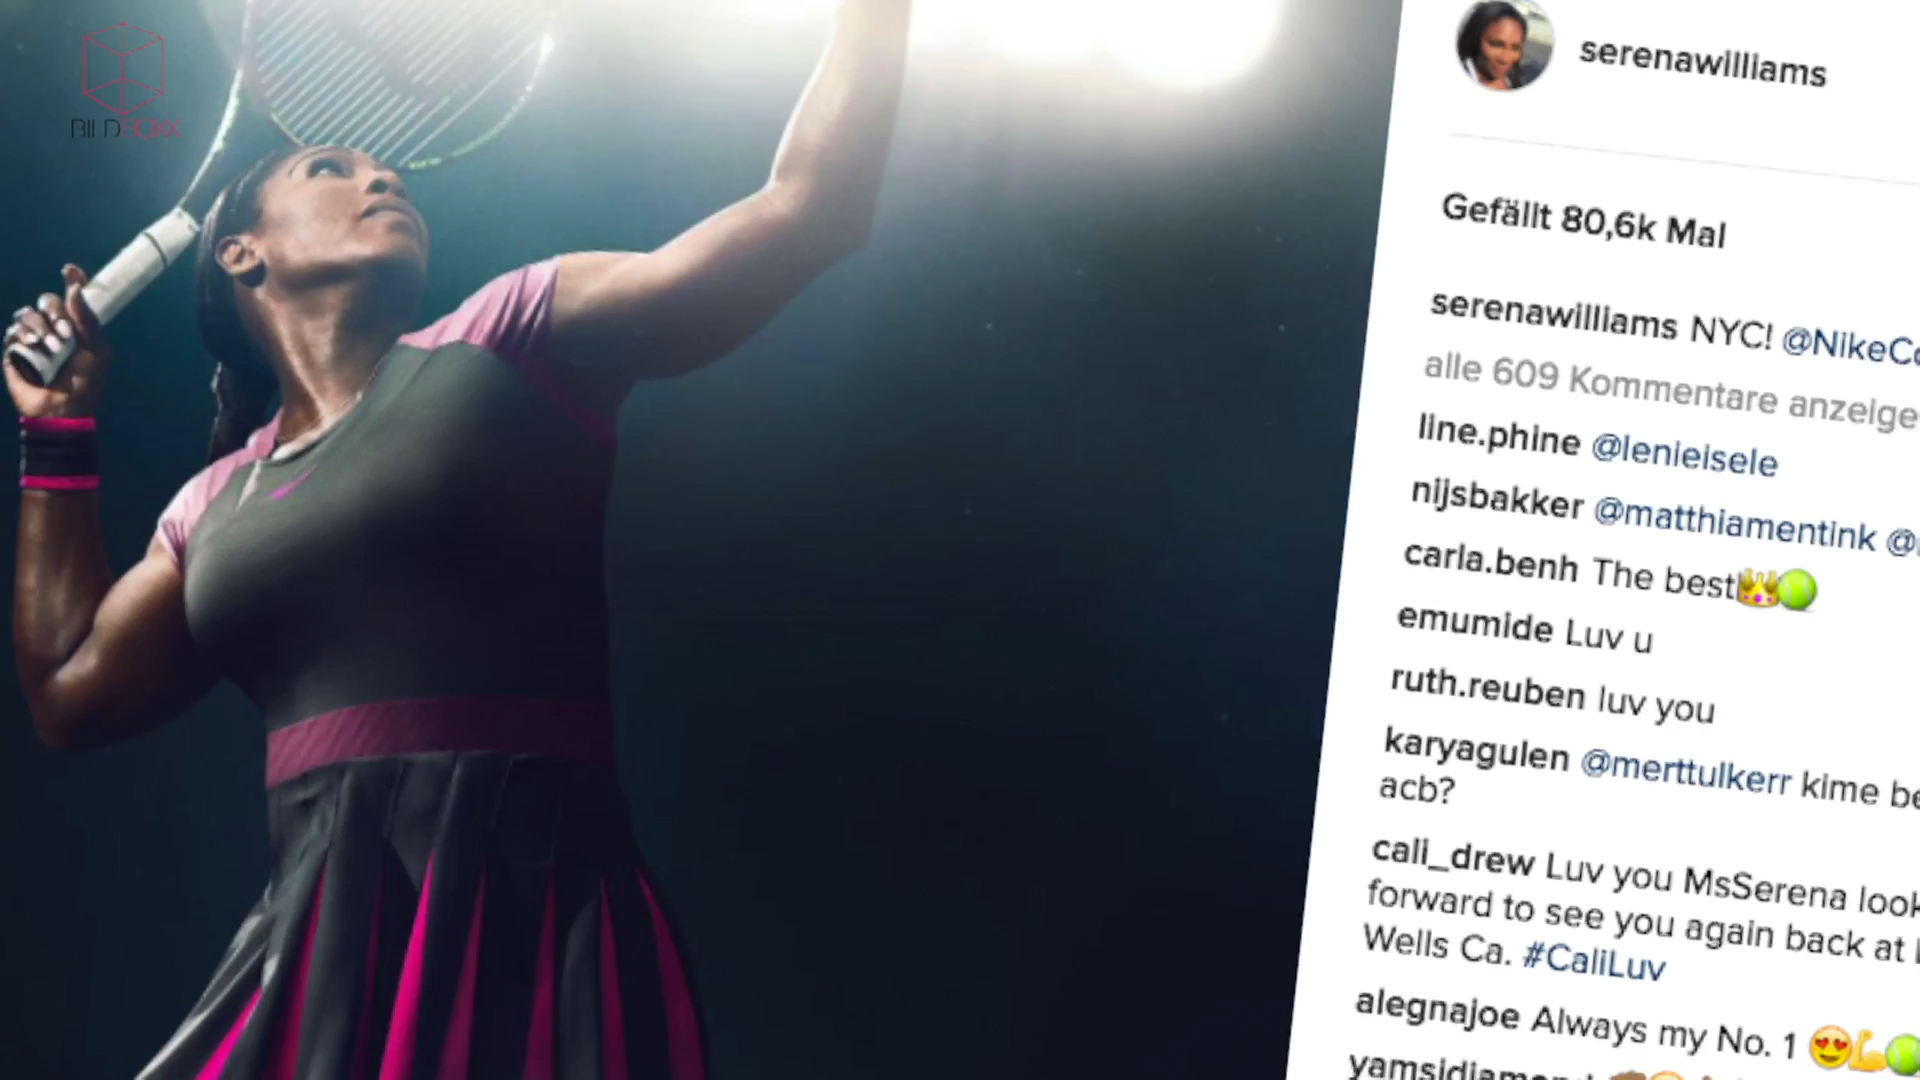 BILDROXX
serenawilliams
Gefällt 80,6k Mal
serenawilliams NYC!
alle 609 Kommentare
line.phine @lenieisele
nijsbakker @matthiamentink
carla.benh The best👑🎾
emumide Luv u
ruth.reuben luv you
karyagulen @merttulkerr kime
acb?
cali_drew Luv you MsSerena
forward to see you again back at
Wells Ca. #CaliLuv
alegnajoe Always my No. 1 😍💪🎾